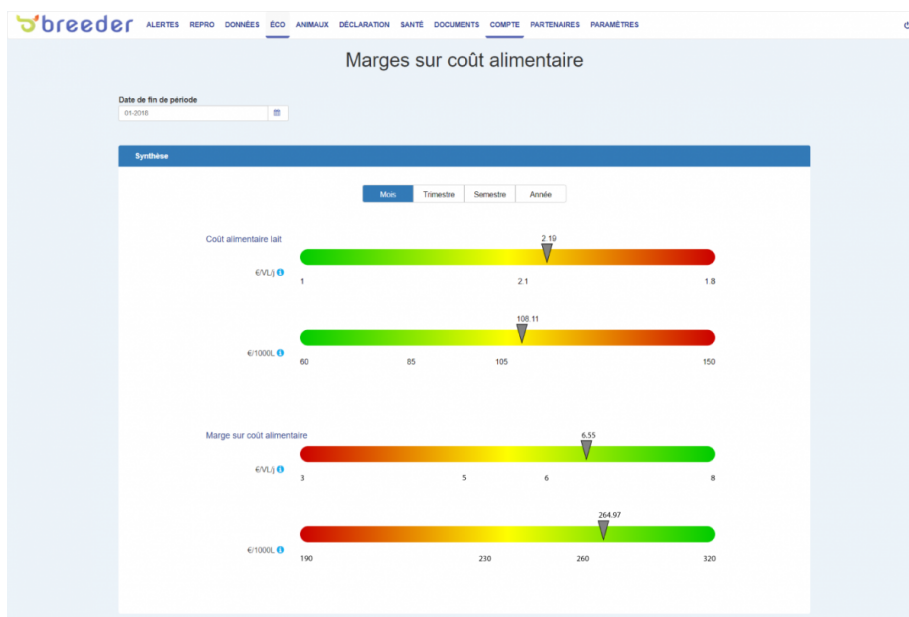 breeder ALERTES REPRO DONNÉES ÉCO ANIMAUX DÉCLARATION SANTÉ DOCUMENTS COMPTE PARTENAIRES PARAMÈTRES
Marges sur coût alimentaire
Date de fin de période
01-2018
Synthèse
Mois Trimestre Semestre Année
Coût alimentaire lait
2.19
€/VL/j
1 2.1 1.8
108.11
€/1000L
60 85 105 150
Marge sur coût alimentaire
6.55
€/VL/j
3 5 6 8
264.97
€/1000L
190 230 260 320